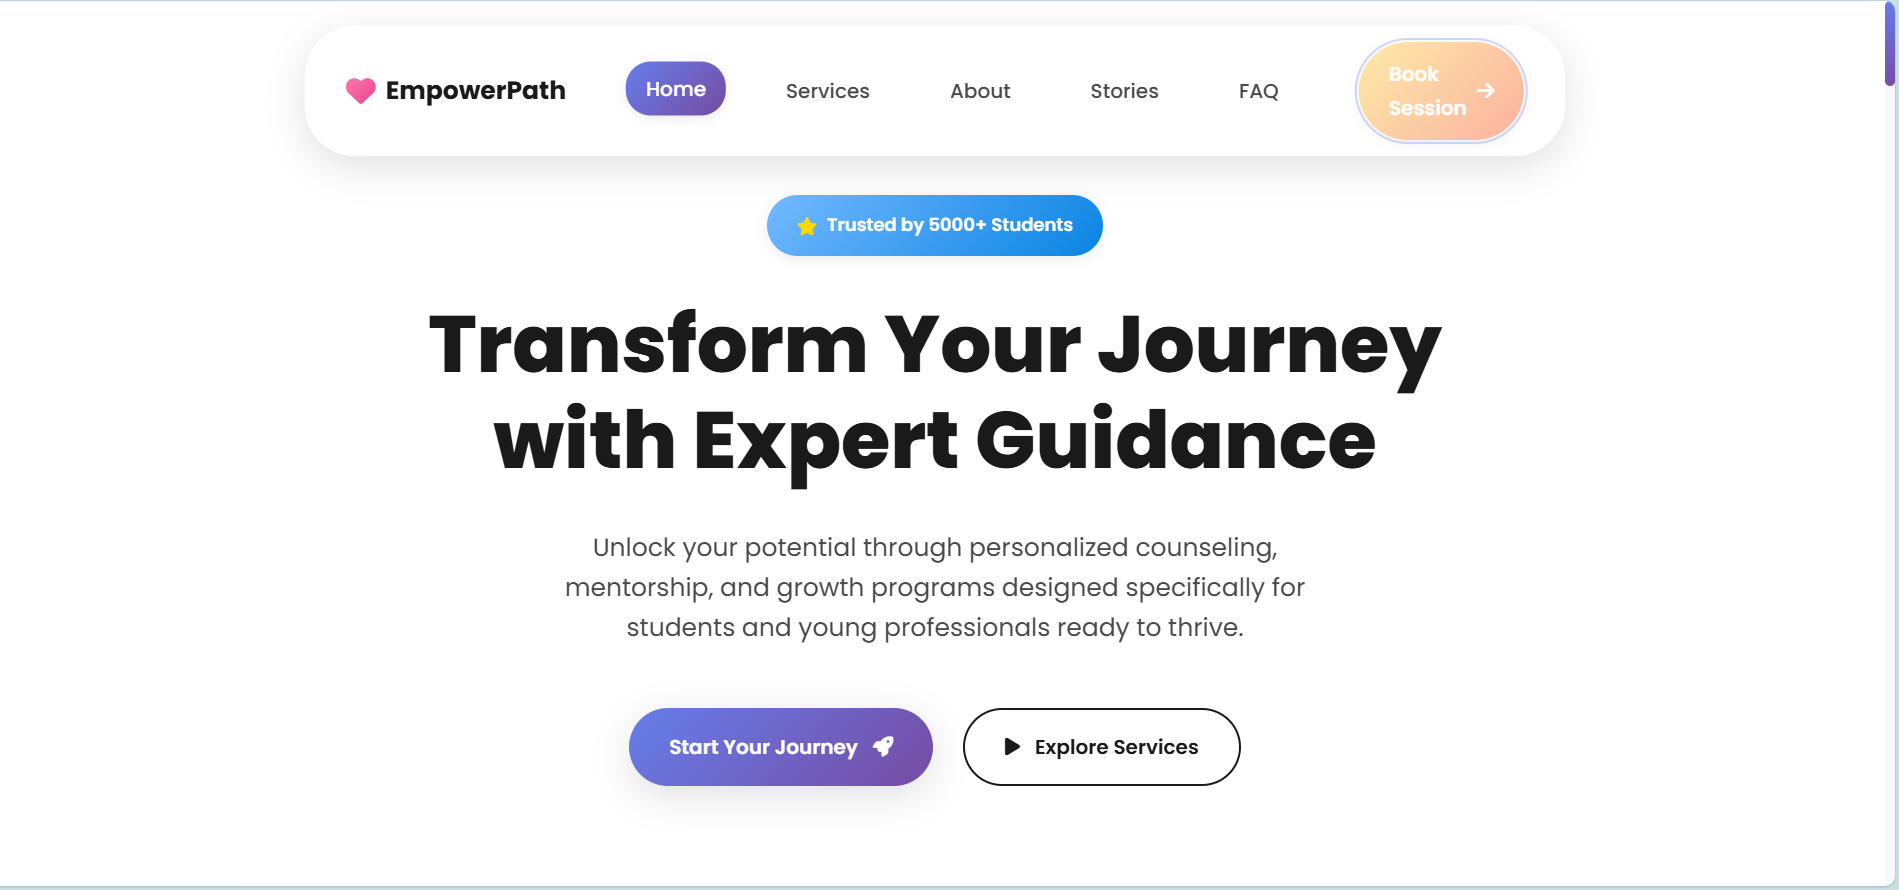 EmpowerPath
Home
Services
About
Stories
FAQ
Book
Session
Trusted by 5000+ Students
Transform Your Journey
with Expert Guidance
Unlock your potential through personalized counseling,
mentorship, and growth programs designed specifically for
students and young professionals ready to thrive.
Start Your Journey
Explore Services